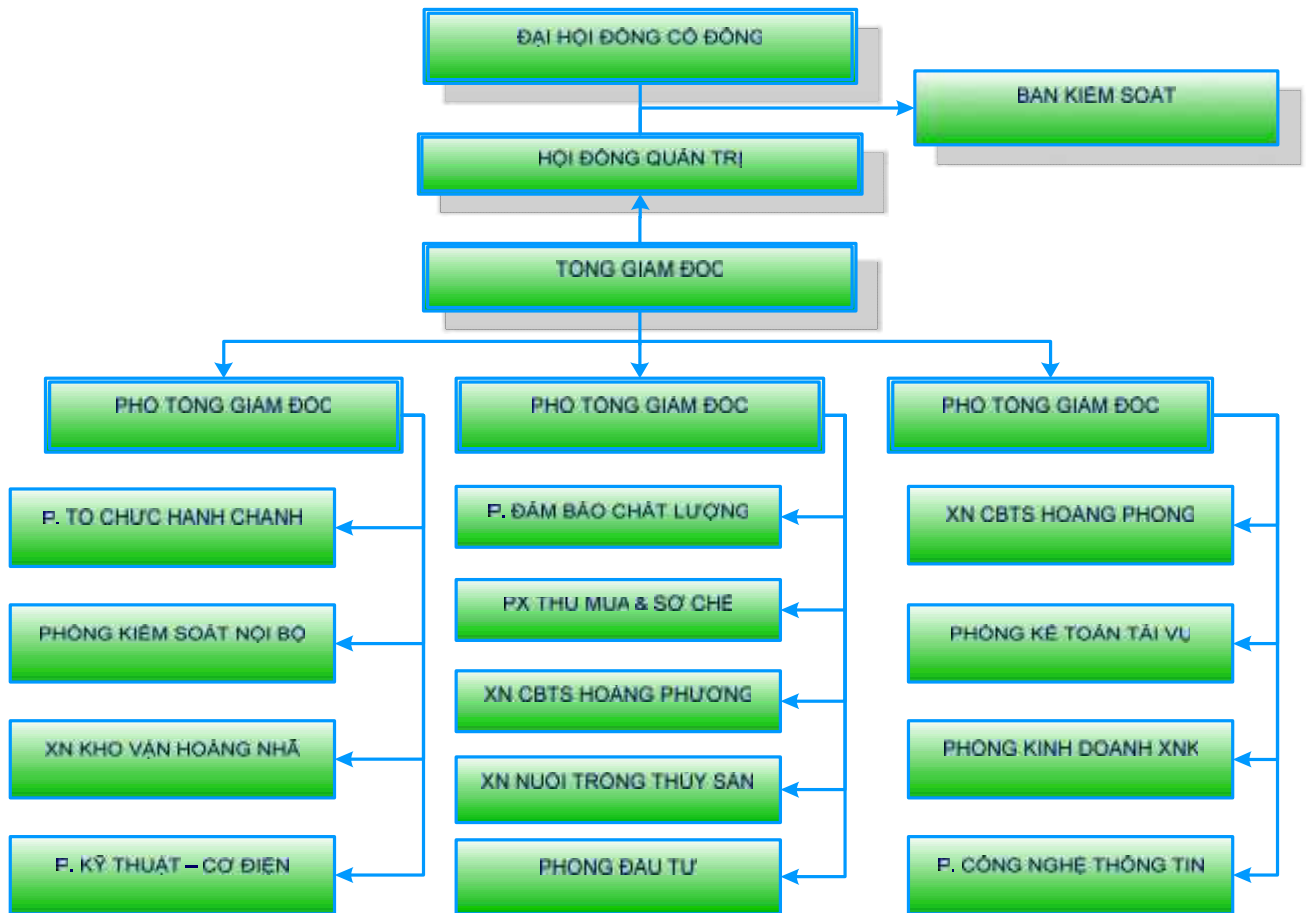 ĐẠI HỘI ĐỒNG CỔ ĐÔNG
BAN KIỂM SOÁT
HỘI ĐỒNG QUẢN TRỊ
TỔNG GIÁM ĐỐC
PHÓ TỔNG GIÁM ĐỐC
PHÓ TỔNG GIÁM ĐỐC
PHÓ TỔNG GIÁM ĐỐC
P. TỔ CHỨC HÀNH CHÁNH
P. ĐẢM BẢO CHẤT LƯỢNG
XN CBTS HOÀNG PHONG
PX THU MUA & SƠ CHẾ
PHÒNG KIỂM SOÁT NỘI BỘ
PHÒNG KẾ TOÁN TÀI VỤ
XN CBTS HOÀNG PHƯƠNG
XN KHO VẬN HOÀNG NHÃ
PHÒNG KINH DOANH XNK
XN NUÔI TRỒNG THỦY SẢN
P. KỸ THUẬT – CƠ ĐIỆN
PHÒNG ĐẦU TƯ
P. CÔNG NGHỆ THÔNG TIN